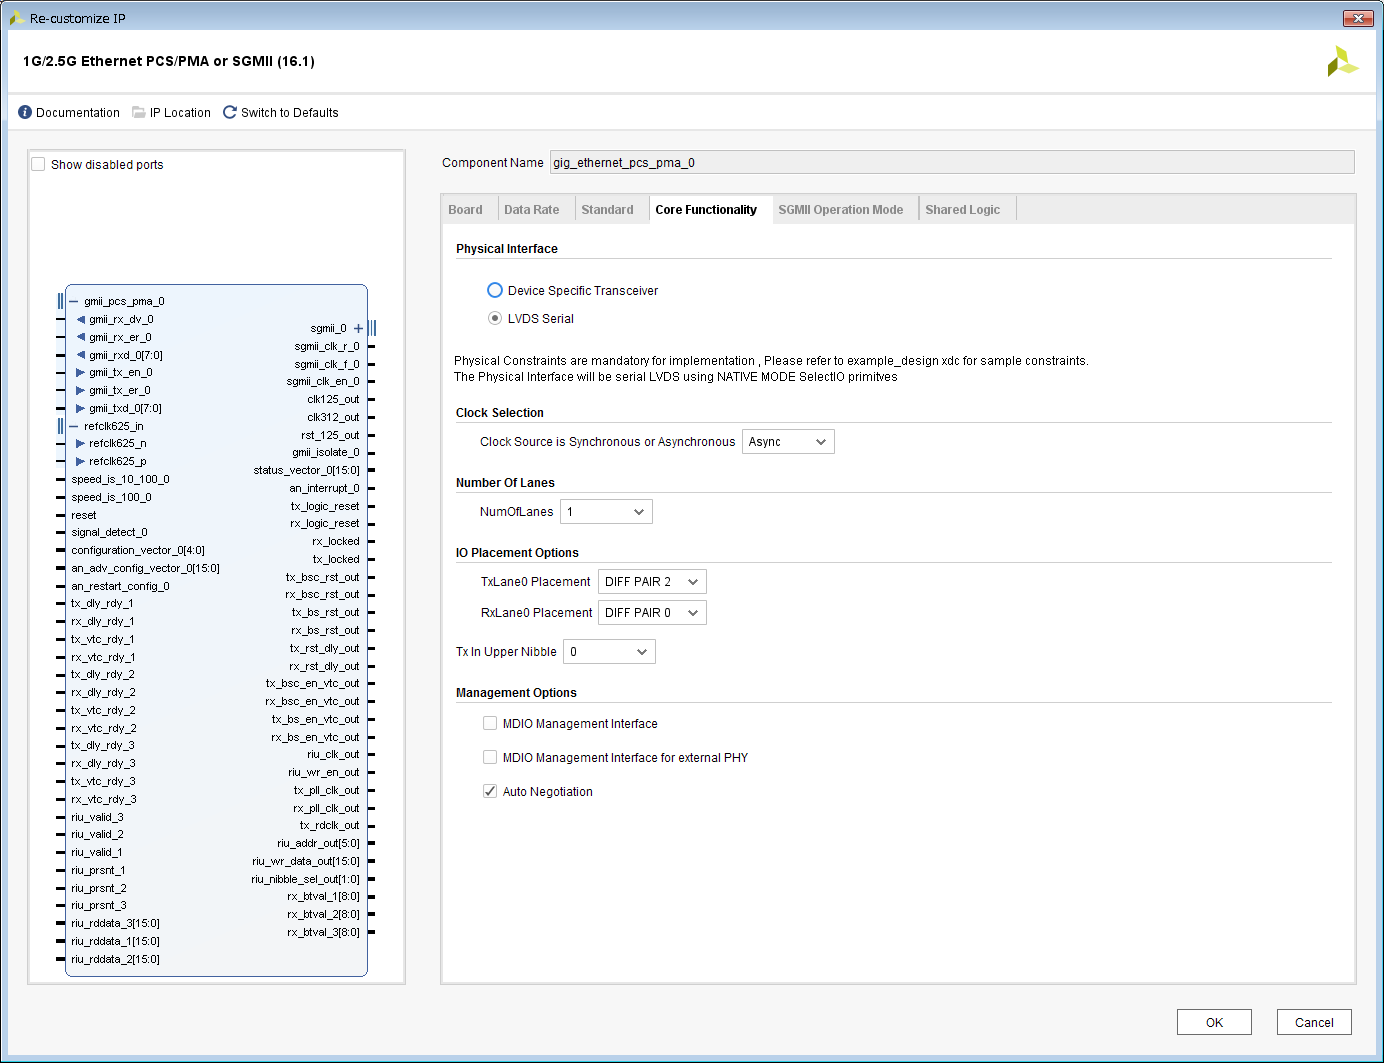 Re-customize IP
1G/2.5G Ethernet PCS/PMA or SGMII (16.1)
Documentation
IP Location
Switch to Defaults
Show disabled ports
gmii_pcs_pma_0
gmii_rx_dv_0
gmii_rx_er_0
gmii_rxd_0[7:0]
gmii_tx_en_0
gmii_tx_er_0
gmii_txd_0[7:0]
refclk625_in
refclk625_n
refclk625_p
speed_is_10_100_0
speed_is_100_0
reset
signal_detect_0
configuration_vector_0[4:0]
an_adv_config_vector_0[15:0]
an_restart_config_0
tx_dly_rdy_1
rx_dly_rdy_1
tx_vtc_rdy_1
rx_vtc_rdy_1
tx_dly_rdy_2
rx_dly_rdy_2
tx_vtc_rdy_2
rx_vtc_rdy_2
tx_dly_rdy_3
rx_dly_rdy_3
tx_vtc_rdy_3
rx_vtc_rdy_3
riu_valid_3
riu_valid_2
riu_valid_1
riu_prsnt_1
riu_prsnt_2
riu_prsnt_3
riu_rddata_3[15:0]
riu_rddata_1[15:0]
riu_rddata_2[15:0]
sgmii_0
sgmii_clk_r_0
sgmii_clk_f_0
sgmii_clk_en_0
clk125_out
clk312_out
rst_125_out
gmii_isolate_0
status_vector_0[15:0]
an_interrupt_0
tx_logic_reset
rx_logic_reset
rx_locked
tx_locked
tx_bsc_rst_out
rx_bsc_rst_out
tx_bs_rst_out
rx_bs_rst_out
tx_rst_dly_out
rx_rst_dly_out
tx_bsc_en_vtc_out
rx_bsc_en_vtc_out
tx_bs_en_vtc_out
rx_bs_en_vtc_out
riu_clk_out
riu_wr_en_out
tx_pll_clk_out
rx_pll_clk_out
tx_rdclk_out
riu_addr_out[5:0]
riu_wr_data_out[15:0]
riu_nibble_sel_out[1:0]
rx_btval_1[8:0]
rx_btval_2[8:0]
rx_btval_3[8:0]
Component Name gig_ethernet_pcs_pma_0
Board Data Rate Standard Core Functionality SGMII Operation Mode Shared Logic
Physical Interface
Device Specific Transceiver
LVDS Serial
Physical Constraints are mandatory for implementation , Please refer to example_design xdc for sample constraints.
The Physical Interface will be serial LVDS using NATIVE MODE SelectIO primitves
Clock Selection
Clock Source is Synchronous or Asynchronous Async
Number Of Lanes
NumOfLanes 1
IO Placement Options
TxLane0 Placement DIFF PAIR 2
RxLane0 Placement DIFF PAIR 0
Tx In Upper Nibble 0
Management Options
MDIO Management Interface
MDIO Management Interface for external PHY
Auto Negotiation
OK
Cancel